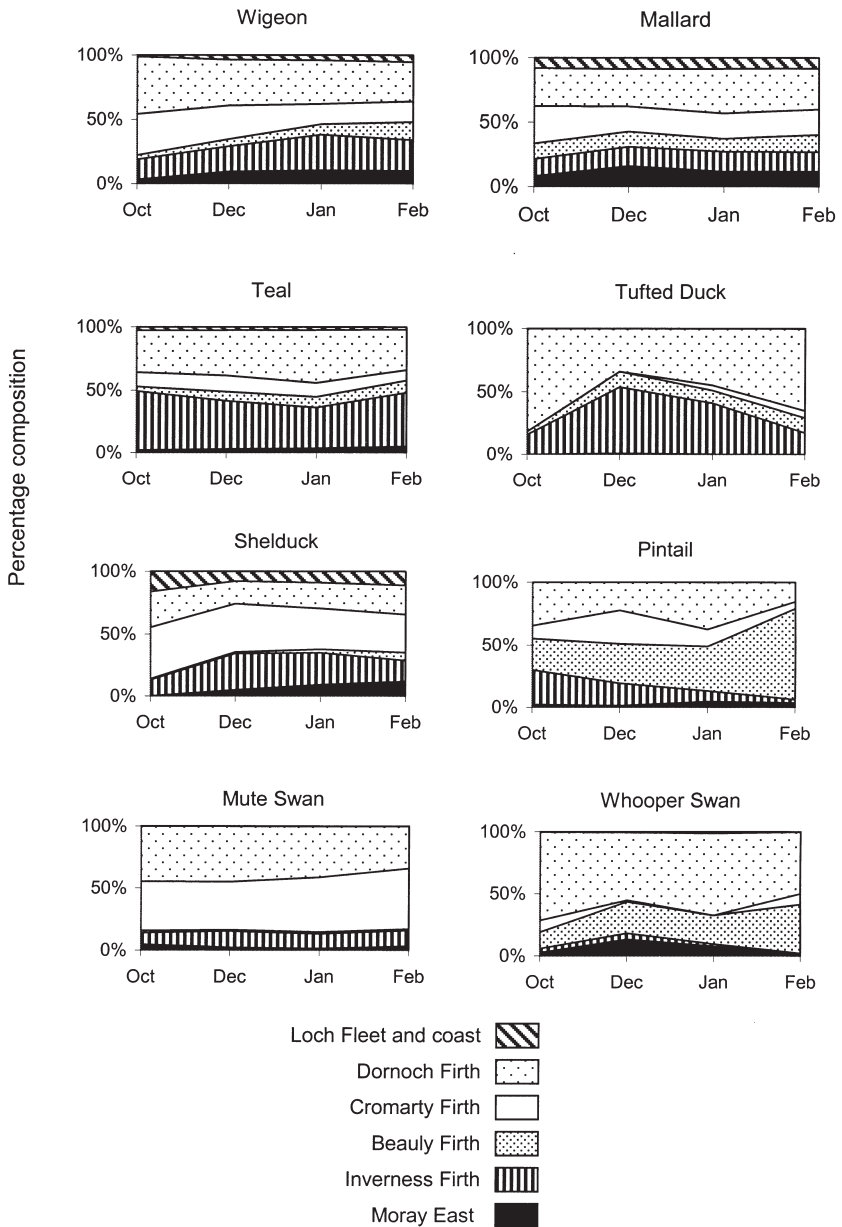 Wigeon
100%
50%
0%
Oct Dec Jan Feb
Mallard
100%
50%
0%
Oct Dec Jan Feb
Percentage composition
Teal
100%
50%
0%
Oct Dec Jan Feb
Tufted Duck
100%
50%
0%
Oct Dec Jan Feb
Shelduck
100%
50%
0%
Oct Dec Jan Feb
Pintail
100%
50%
0%
Oct Dec Jan Feb
Mute Swan
100%
50%
0%
Oct Dec Jan Feb
Whooper Swan
100%
50%
0%
Oct Dec Jan Feb
Loch Fleet and coast
Dornoch Firth
Cromarty Firth
Beauly Firth
Inverness Firth
Moray East